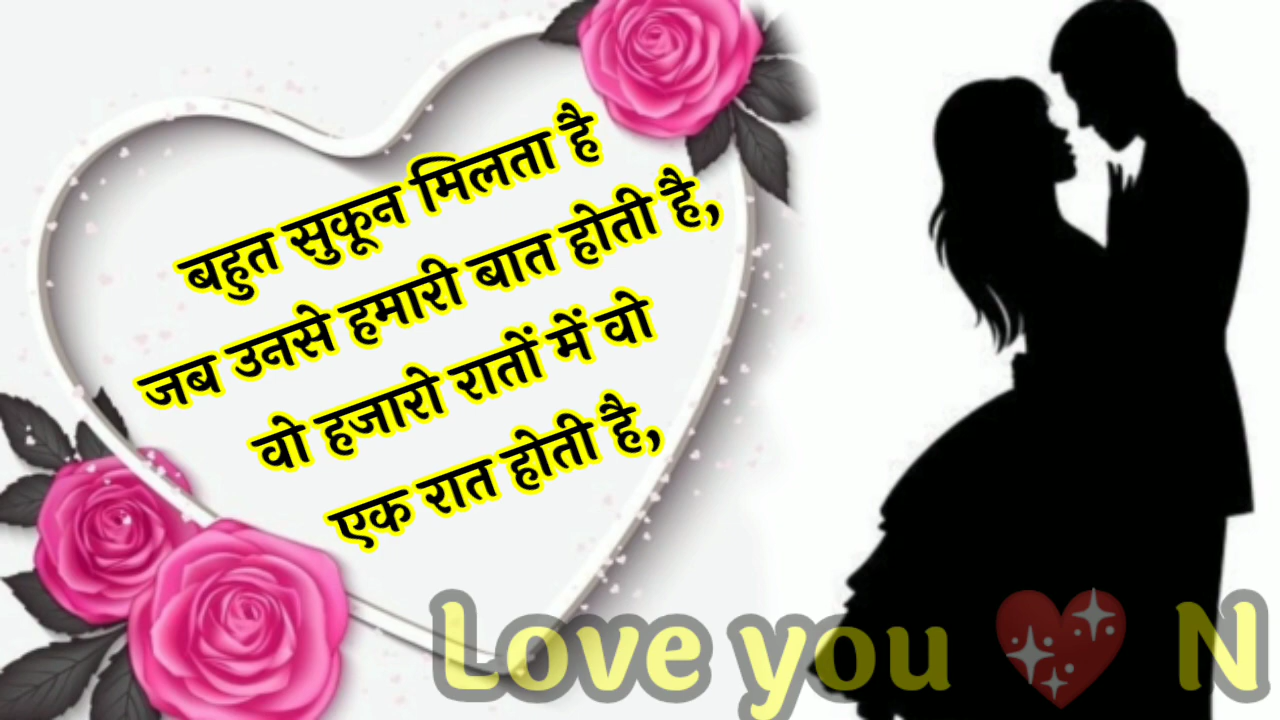 बहुत सुकून मिलता है
जब उनसे हमारी बात होती है,
वो हजारो रातों में वो
एक रात होती है,
Love you 💖 N